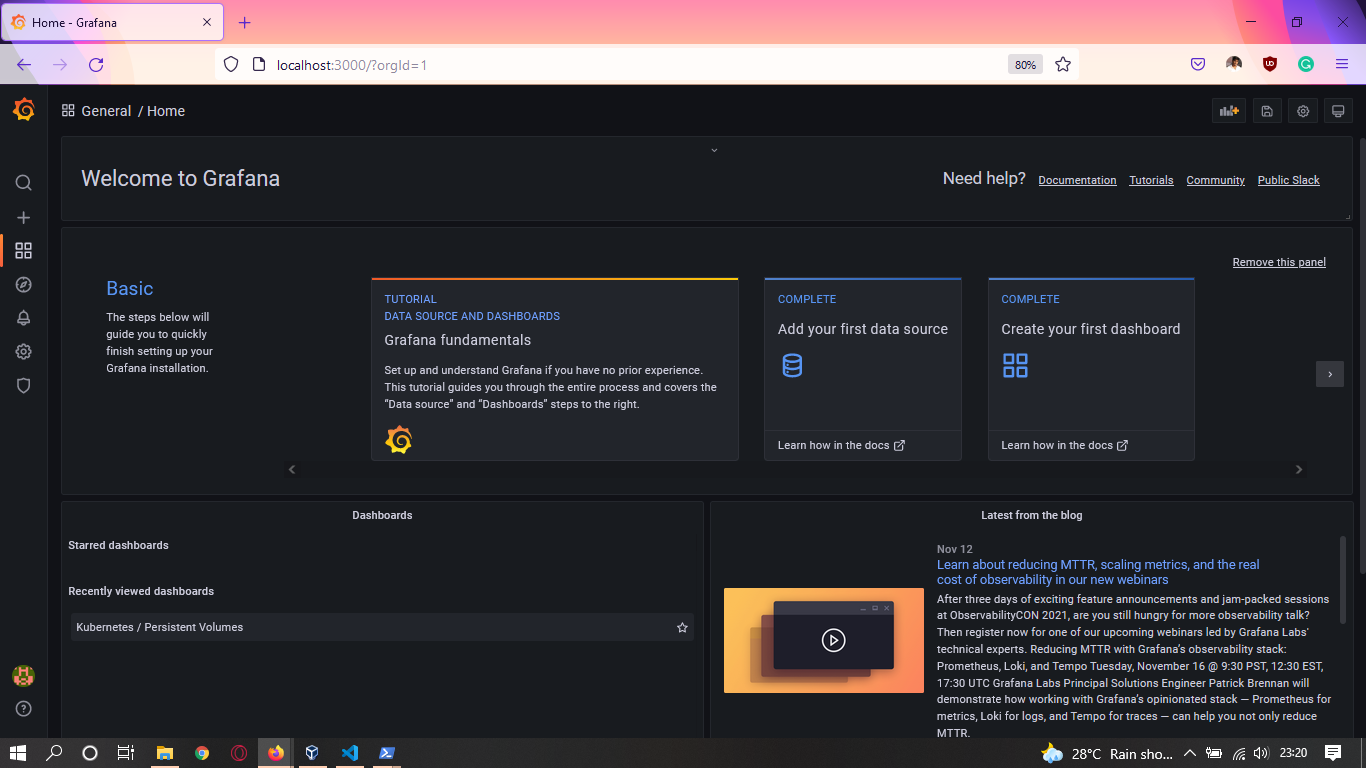 Home - Grafana
localhost:3000/?orgId=1
80%
General / Home
Welcome to Grafana
Need help?
Documentation
Tutorials
Community
Public Slack
Remove this panel
Basic
The steps below will
guide you to quickly
finish setting up your
Grafana installation.
TUTORIAL
DATA SOURCE AND DASHBOARDS
Grafana fundamentals
Set up and understand Grafana if you have no prior experience.
This tutorial guides you through the entire process and covers the
“Data source” and “Dashboards” steps to the right.
COMPLETE
Add your first data source
Learn how in the docs
COMPLETE
Create your first dashboard
Learn how in the docs
Dashboards
Starred dashboards
Recently viewed dashboards
Kubernetes / Persistent Volumes
Latest from the blog
Nov 12
Learn about reducing MTTR, scaling metrics, and the real
cost of observability in our new webinars
After three days of exciting feature announcements and jam-packed sessions
at ObservabilityCON 2021, are you still hungry for more observability talk?
Then register now for one of our upcoming webinars led by Grafana Labs’
technical experts. Reducing MTTR with Grafana’s observability stack:
Prometheus, Loki, and Tempo Tuesday, November 16 @ 9:30 PST, 12:30 EST,
17:30 UTC Grafana Labs Principal Solutions Engineer Patrick Brennan will
demonstrate how working with Grafana’s opinionated stack — Prometheus for
metrics, Loki for logs, and Tempo for traces — can help you not only reduce
MTTR,
28°C Rain sho...
23:20